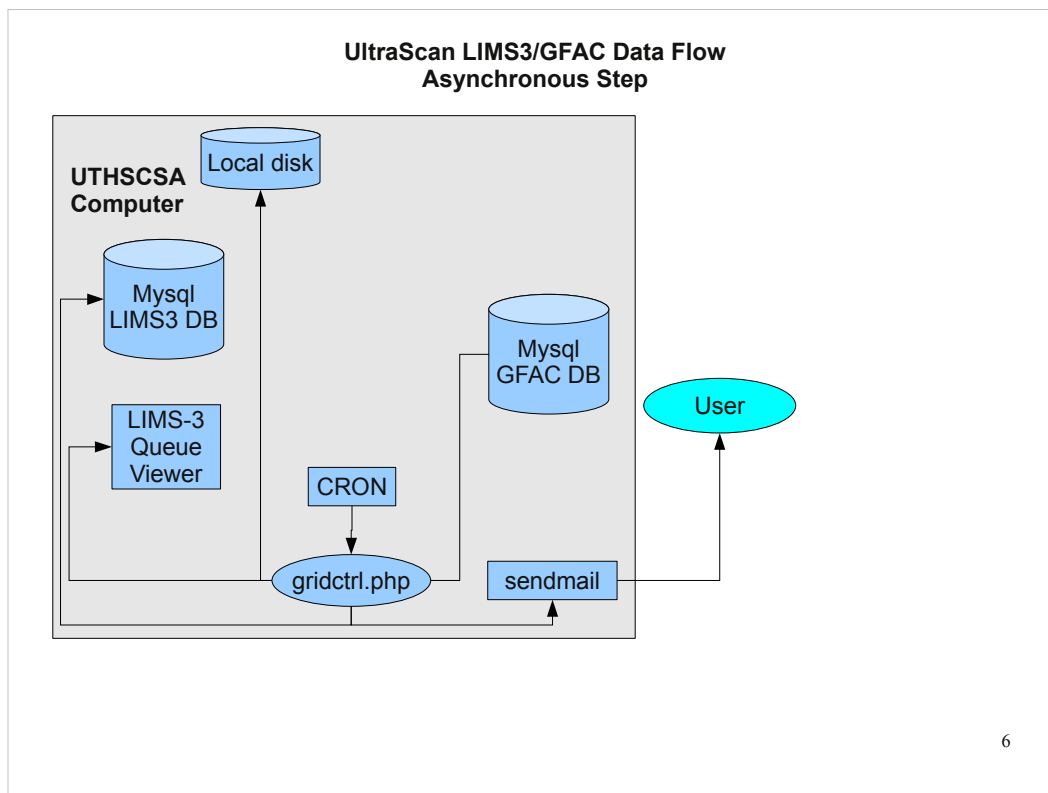 UltraScan LIMS3/GFAC Data Flow
Asynchronous Step
Local disk
UTHSCSA
Computer
Mysql
LIMS3 DB
Mysql
GFAC DB
User
LIMS-3
Queue
Viewer
CRON
gridctrl.php
sendmail
6